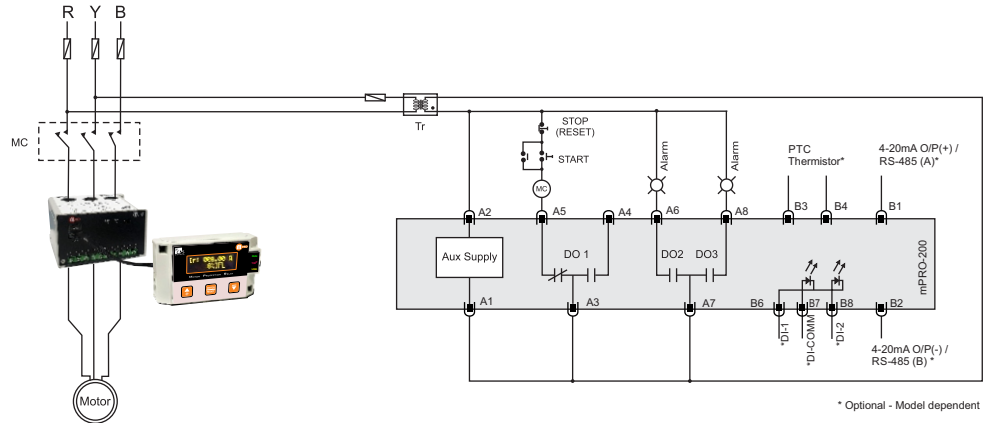 R Y B
MC
Tr
STOP
(RESET)
START
MC
Alarm
Alarm
PTC
Thermistor*
4-20mA O/P(+) /
RS-485 (A)*
A2
A5
A4
A6
A8
B3
B4
B1
Aux Supply
DO 1
DO2
DO3
mPRO-200
A1
A3
A7
B6
B7
B8
B2
*DI-1
*DI-COMM
*DI-2
4-20mA O/P(-) /
RS-485 (B) *
Motor
* Optional - Model dependent